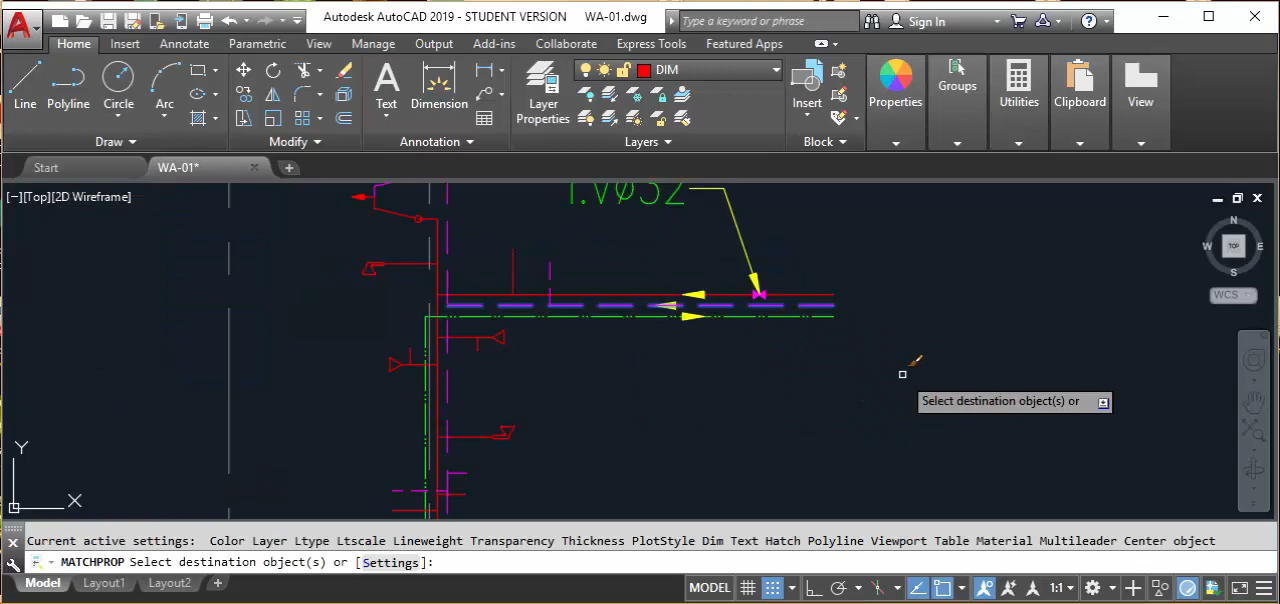 Autodesk AutoCAD 2019 - STUDENT VERSION WA-01.dwg
Type a keyword or phrase
Sign In
Home Insert Annotate Parametric View Manage Output Add-ins Collaborate Express Tools Featured Apps
DIM
Line Polyline Circle Arc
Text Dimension
Layer Properties
Insert
Properties Groups Utilities Clipboard View
Draw Modify Annotation Layers Block
Start WA-01*
[−][Top][2D Wireframe]
T.VØ32
N
W TOP E
S
WCS
Select destination object(s) or
Y
X
Current active settings: Color Layer Ltype Ltscale Lineweight Transparency Thickness PlotStyle Dim Text Hatch Polyline Viewport Table Material Multileader Center object
MATCHPROP Select destination object(s) or [Settings]:
Model Layout1 Layout2 +
MODEL 1:1